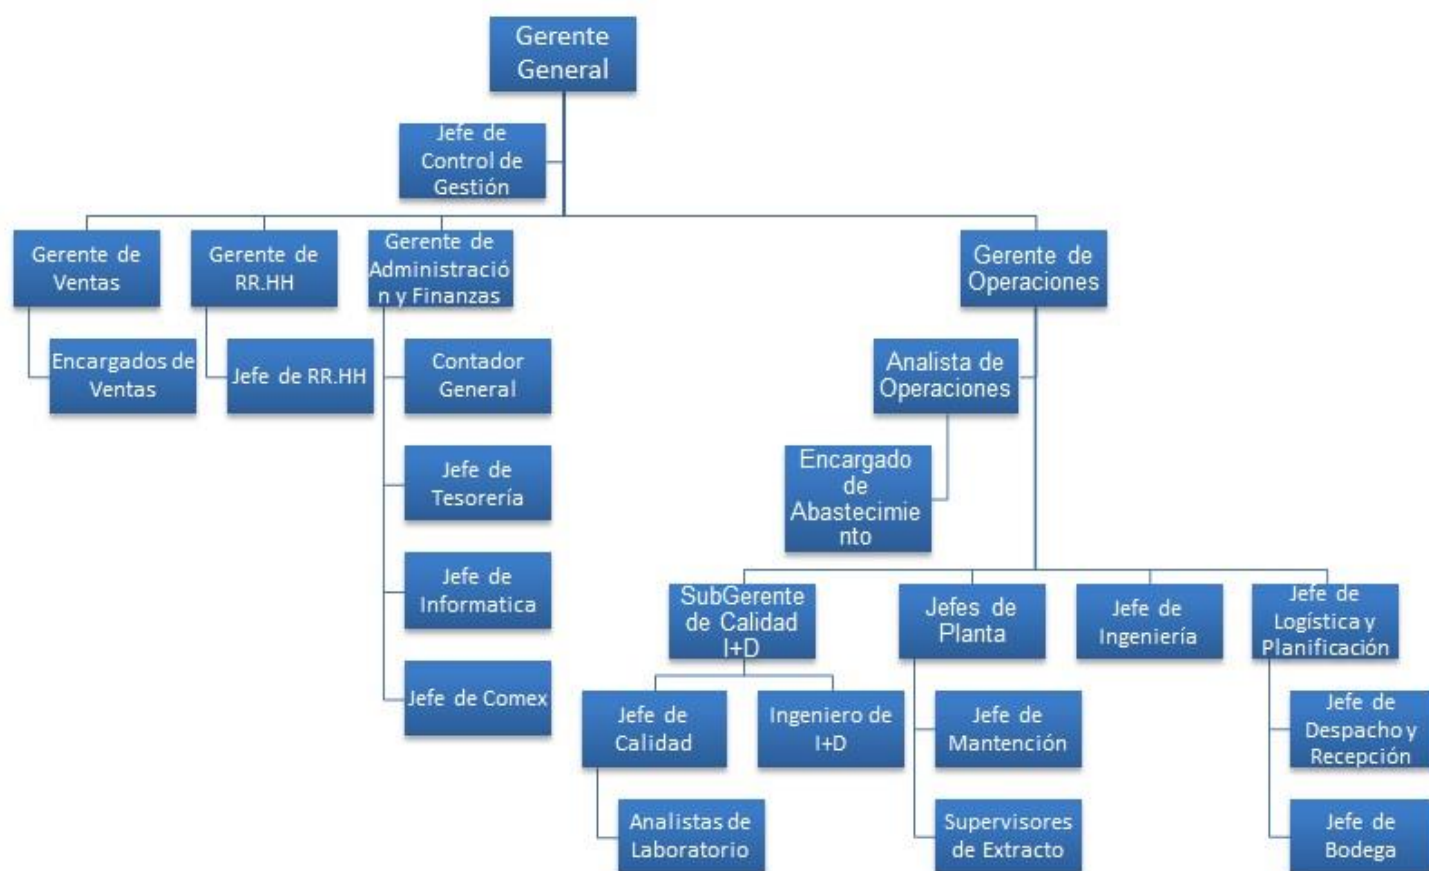 Gerente
General
Jefe de
Control de
Gestión
Gerente de
Ventas
Gerente de
RR.HH
Gerente de
Administració
n y Finanzas
Gerente de
Operaciones
Encargados de
Ventas
Jefe de RR.HH
Contador
General
Analista de
Operaciones
Jefe de
Tesorería
Encargado
de
Abastecimie
nto
Jefe de
Informatica
SubGerente
de Calidad
I+D
Jefes de
Planta
Jefe de
Ingeniería
Jefe de
Logística y
Planificación
Jefe de Comex
Jefe de
Calidad
Ingeniero de
I+D
Jefe de
Mantención
Jefe de
Despacho y
Recepción
Analistas de
Laboratorio
Supervisores
de Extracto
Jefe de
Bodega